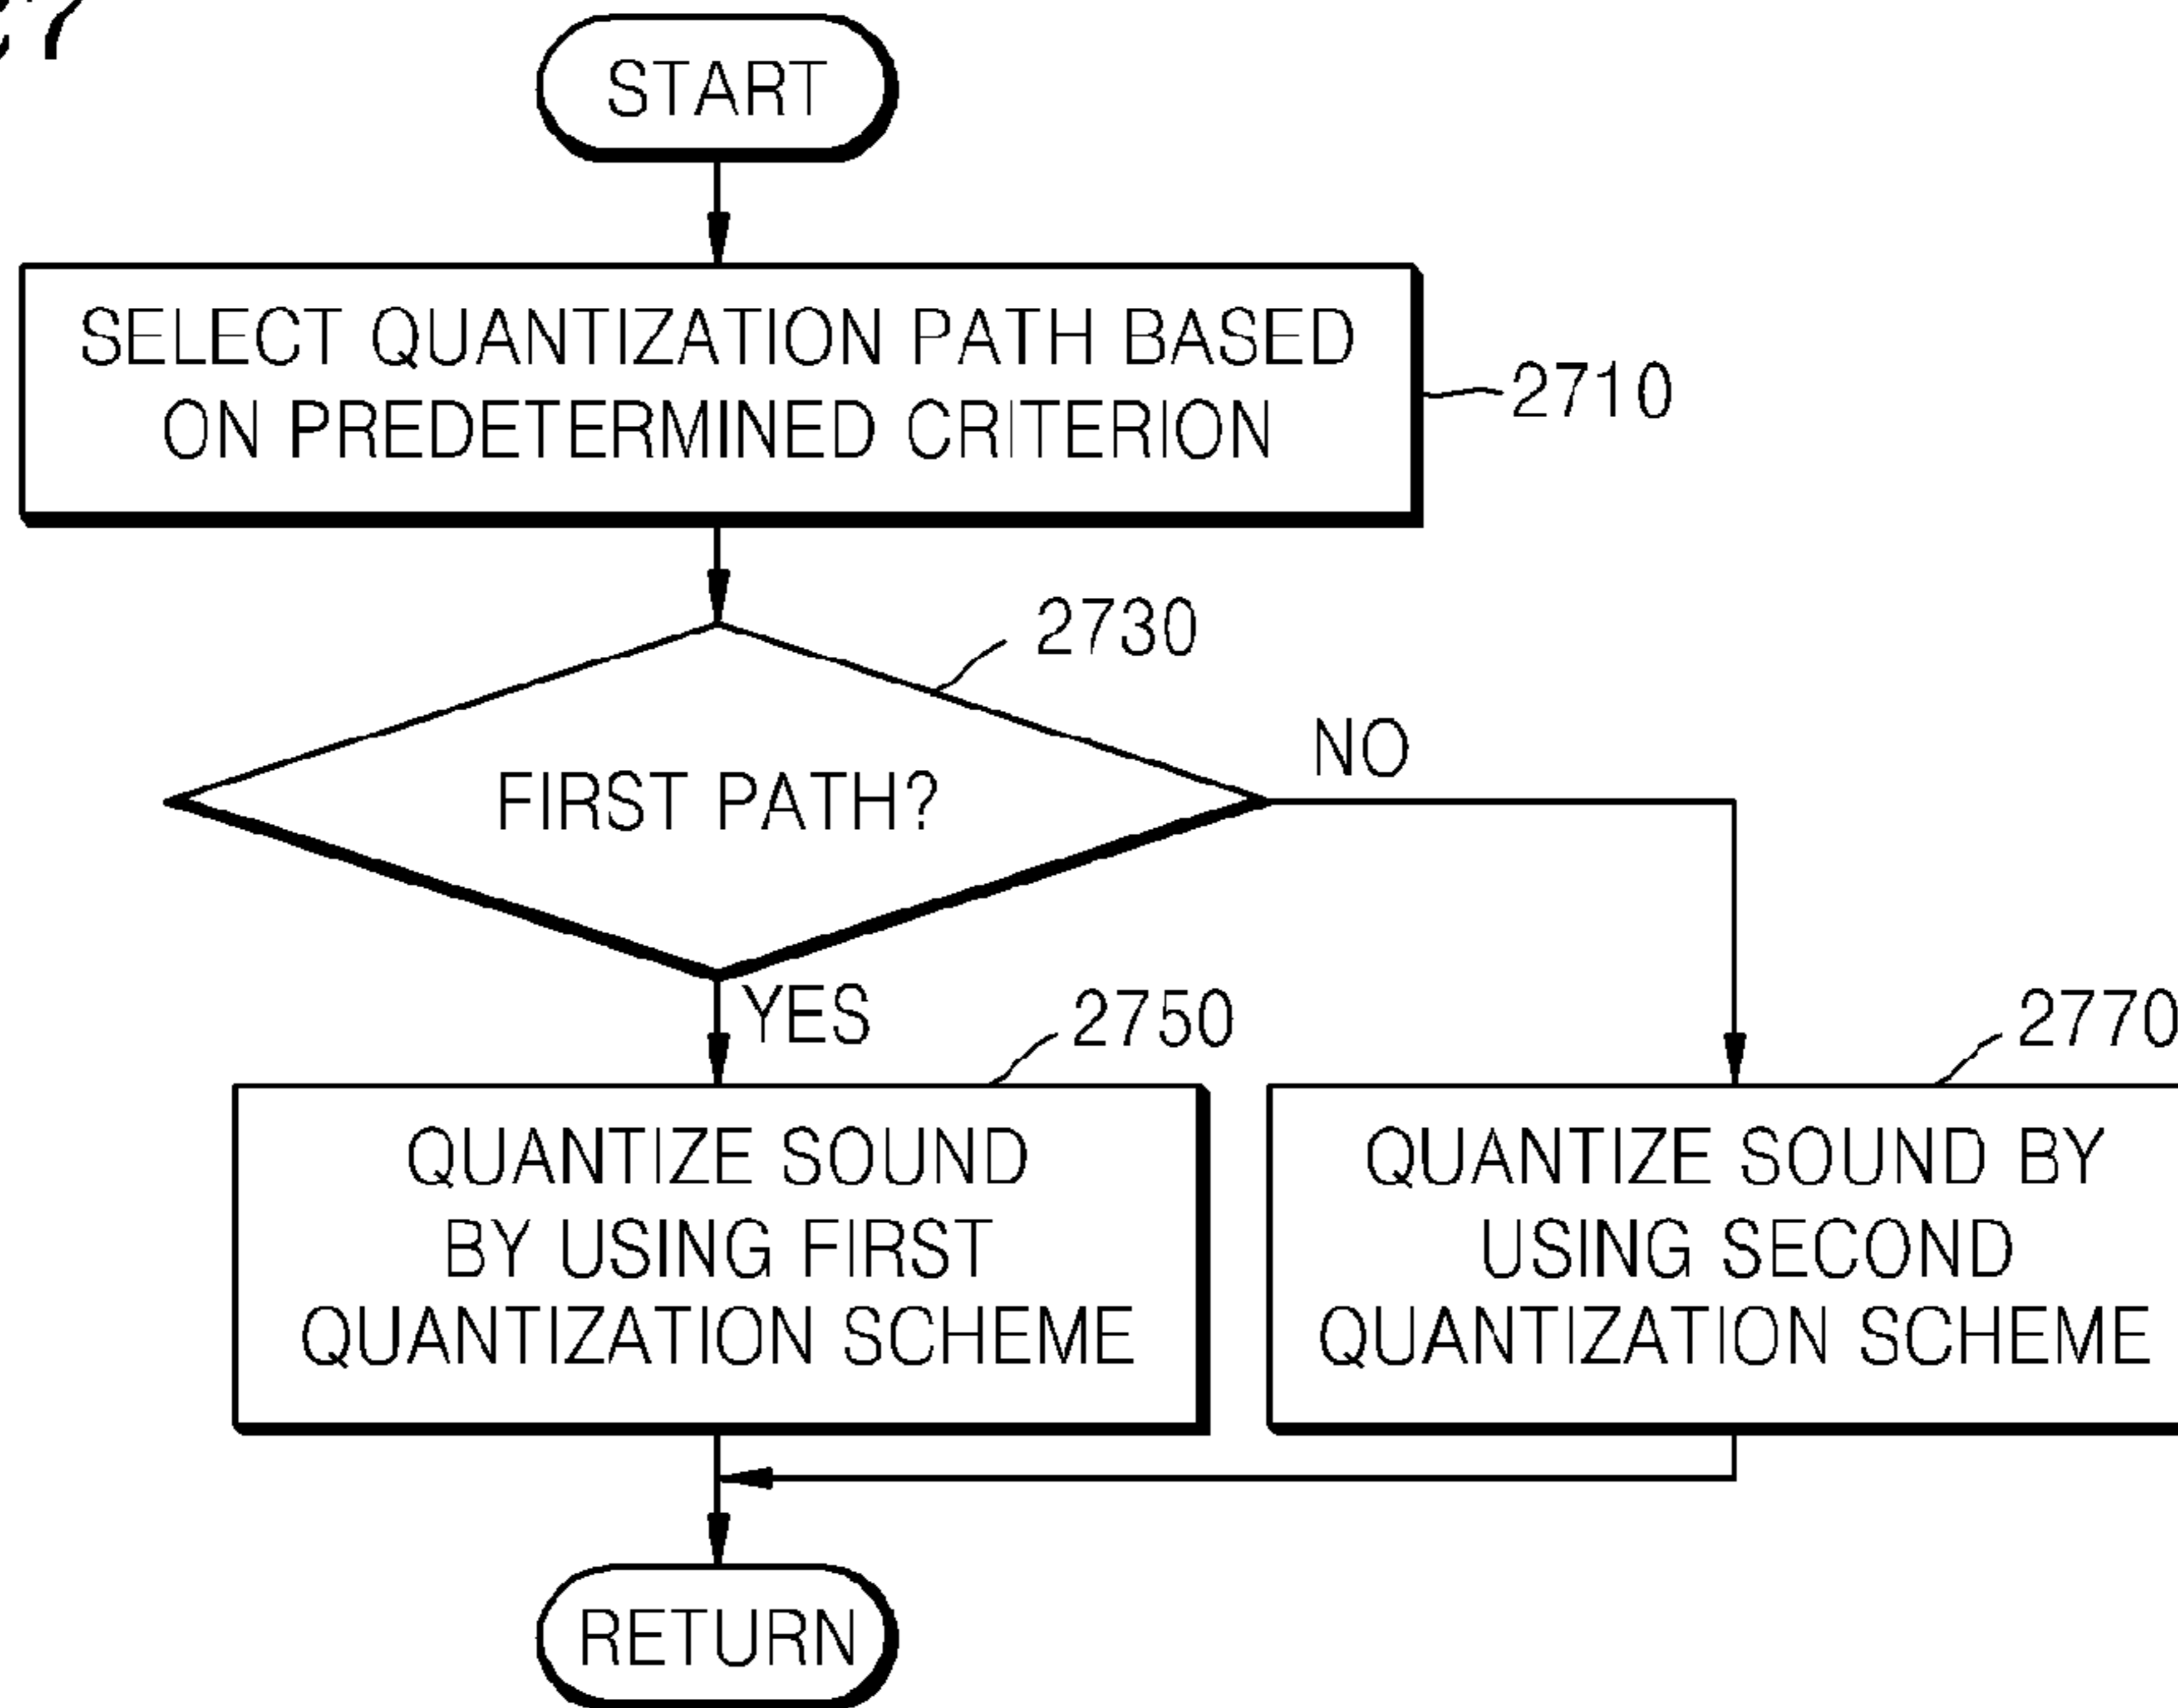 27
START
SELECT QUANTIZATION PATH BASED
ON PREDETERMINED CRITERION
2710
2730
FIRST PATH?
NO
YES
2750
2770
QUANTIZE SOUND
BY USING FIRST
QUANTIZATION SCHEME
QUANTIZE SOUND BY
USING SECOND
QUANTIZATION SCHEME
RETURN